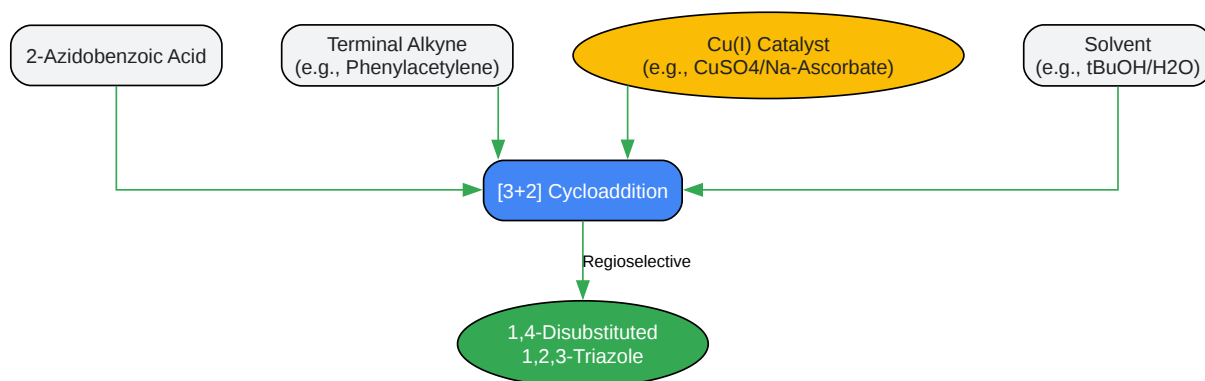 2-Azidobenzoic Acid
Terminal Alkyne
(e.g., Phenylacetylene)
Cu(I) Catalyst
(e.g., CuSO4/Na-Ascorbate)
Solvent
(e.g., tBuOH/H2O)
[3+2] Cycloaddition
Regioselective
1,4-Disubstituted
1,2,3-Triazole